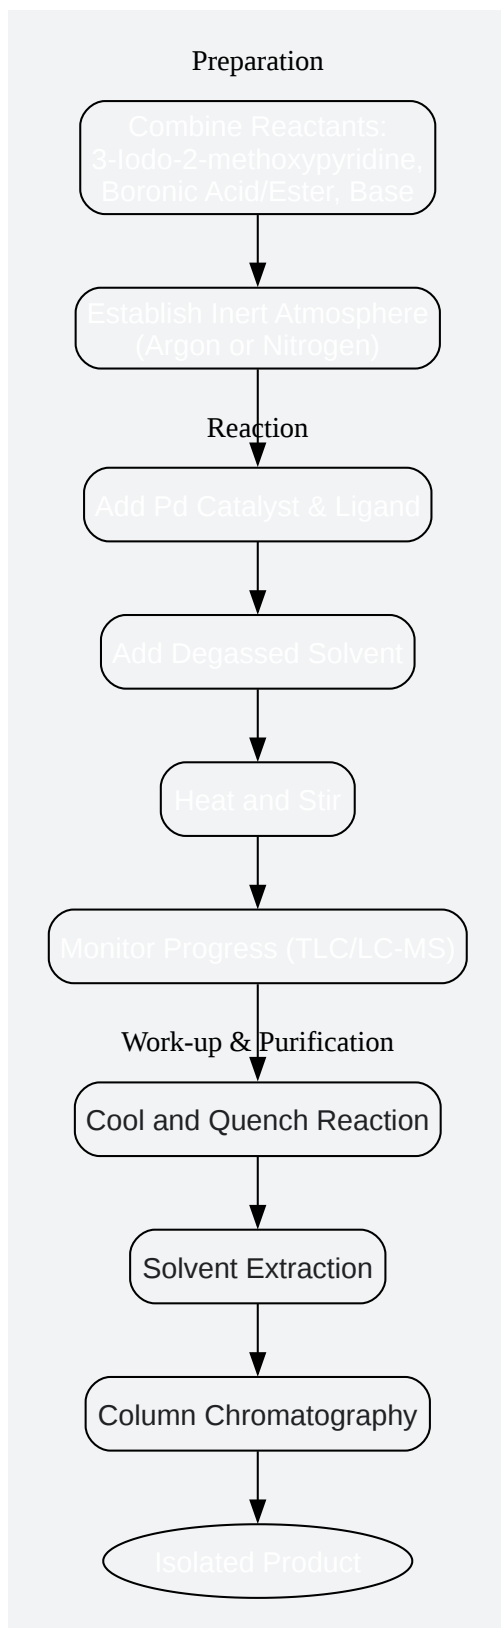 Preparation
Combine Reactants:
3-Iodo-2-methoxypyridine,
Boronic Acid/Ester, Base
Establish Inert Atmosphere
(Argon or Nitrogen)
Reaction
Add Pd Catalyst & Ligand
Add Degassed Solvent
Heat and Stir
Monitor Progress (TLC/LC-MS)
Work-up & Purification
Cool and Quench Reaction
Solvent Extraction
Column Chromatography
Isolated Product